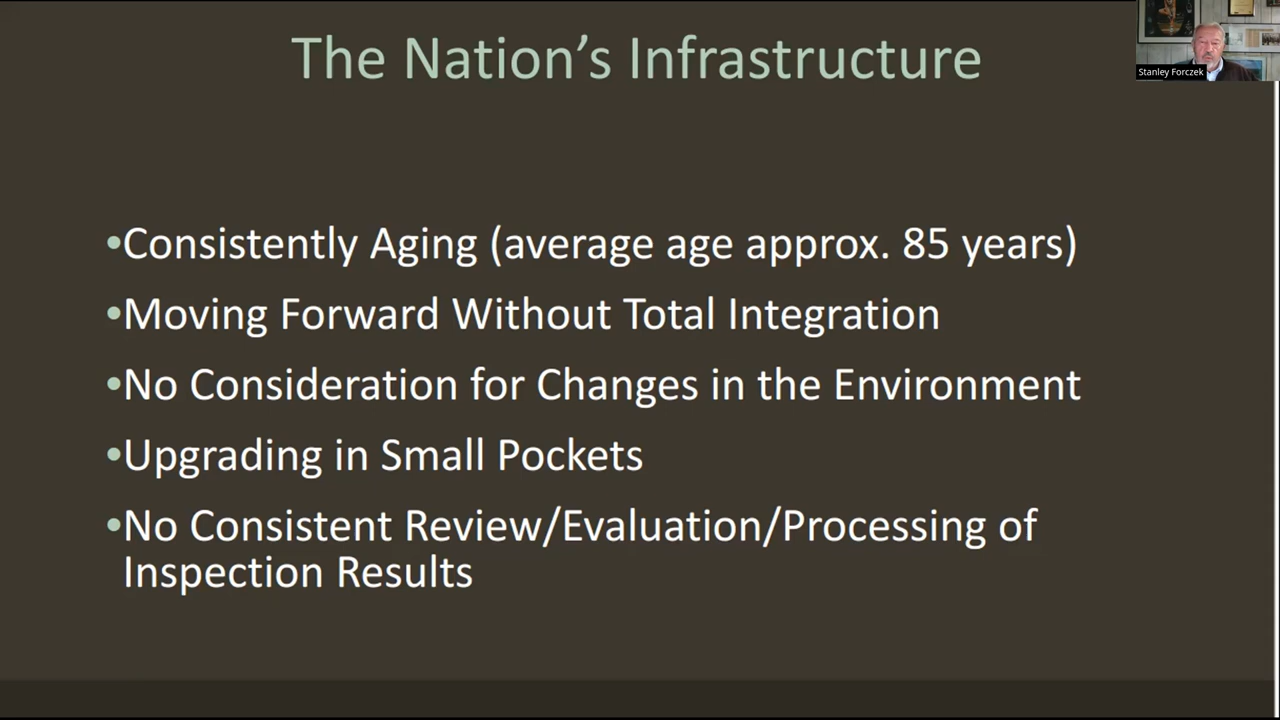 The Nation's Infrastructure
Stanley Forczek
•Consistently Aging (average age approx. 85 years)
•Moving Forward Without Total Integration
•No Consideration for Changes in the Environment
•Upgrading in Small Pockets
•No Consistent Review/Evaluation/Processing of
Inspection Results